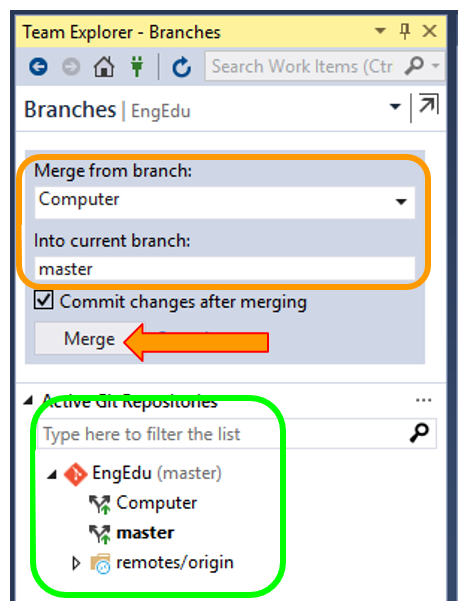 Team Explorer - Branches
Search Work Items (Ctr
Branches | EngEdu
Merge from branch:
Computer
Into current branch:
master
Commit changes after merging
Merge
Active Git Repositories
Type here to filter the list
EngEdu (master)
Computer
master
remotes/origin